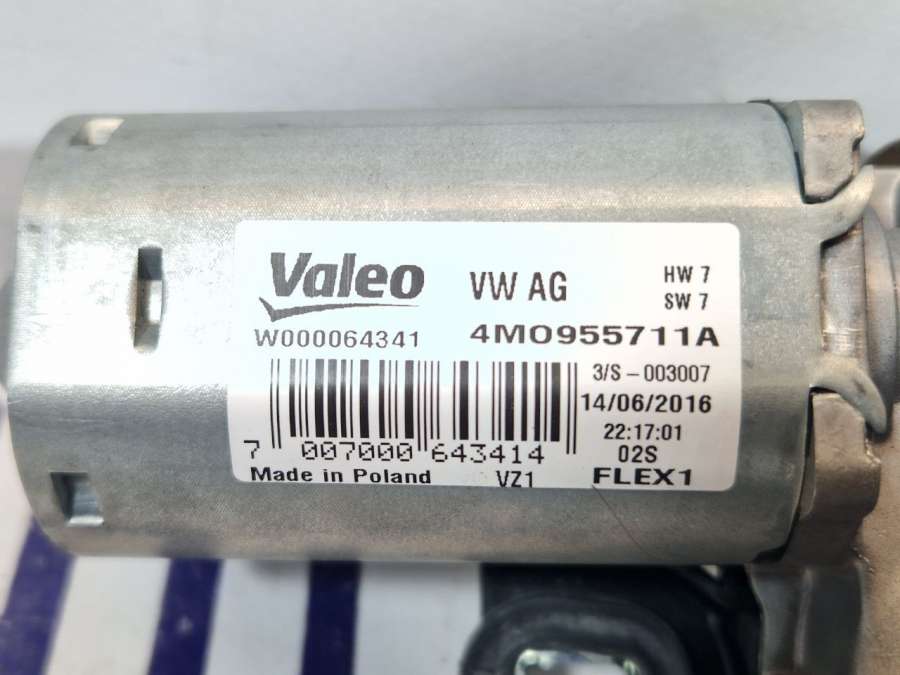 Valeo
VW AG
HW 7
SW 7
W000064341
4M0955711A
3/S-003007
14/06/2016
22:17:01
7 007000 643414
02S
Made in Poland
VZ1
FLEX1